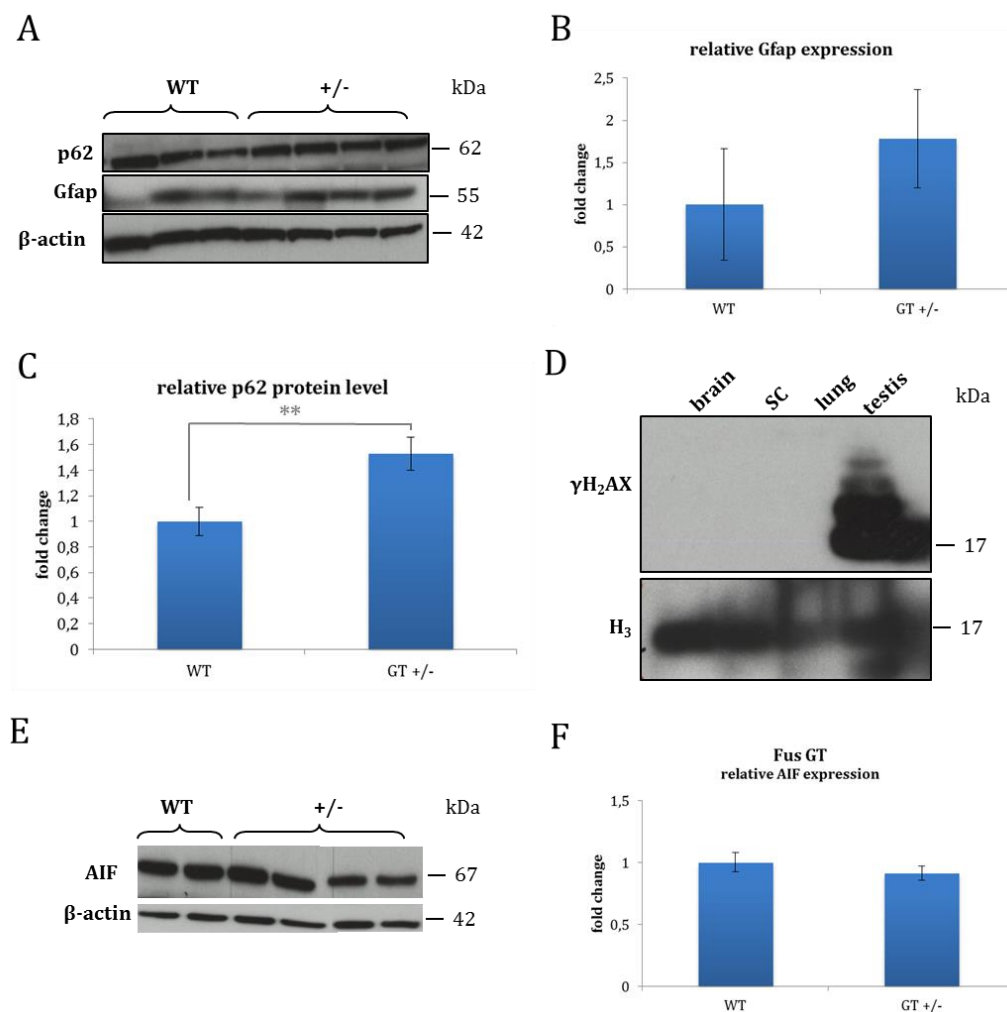 A
WT +/- kDa
p62 62
Gfap 55
β-actin 42
B
relative Gfap expression
fold change
2,5
2
1,5
1
0,5
0
WT GT +/-
C
relative p62 protein level
**
fold change
1,8
1,6
1,4
1,2
1
0,8
0,6
0,4
0,2
0
WT GT +/-
D
brain SC lung testis kDa
γH₂AX 17
H₃ 17
E
WT +/- kDa
AIF 67
β-actin 42
F
Fus GT
relative AIF expression
fold change
1,5
1
0,5
0
WT GT +/-